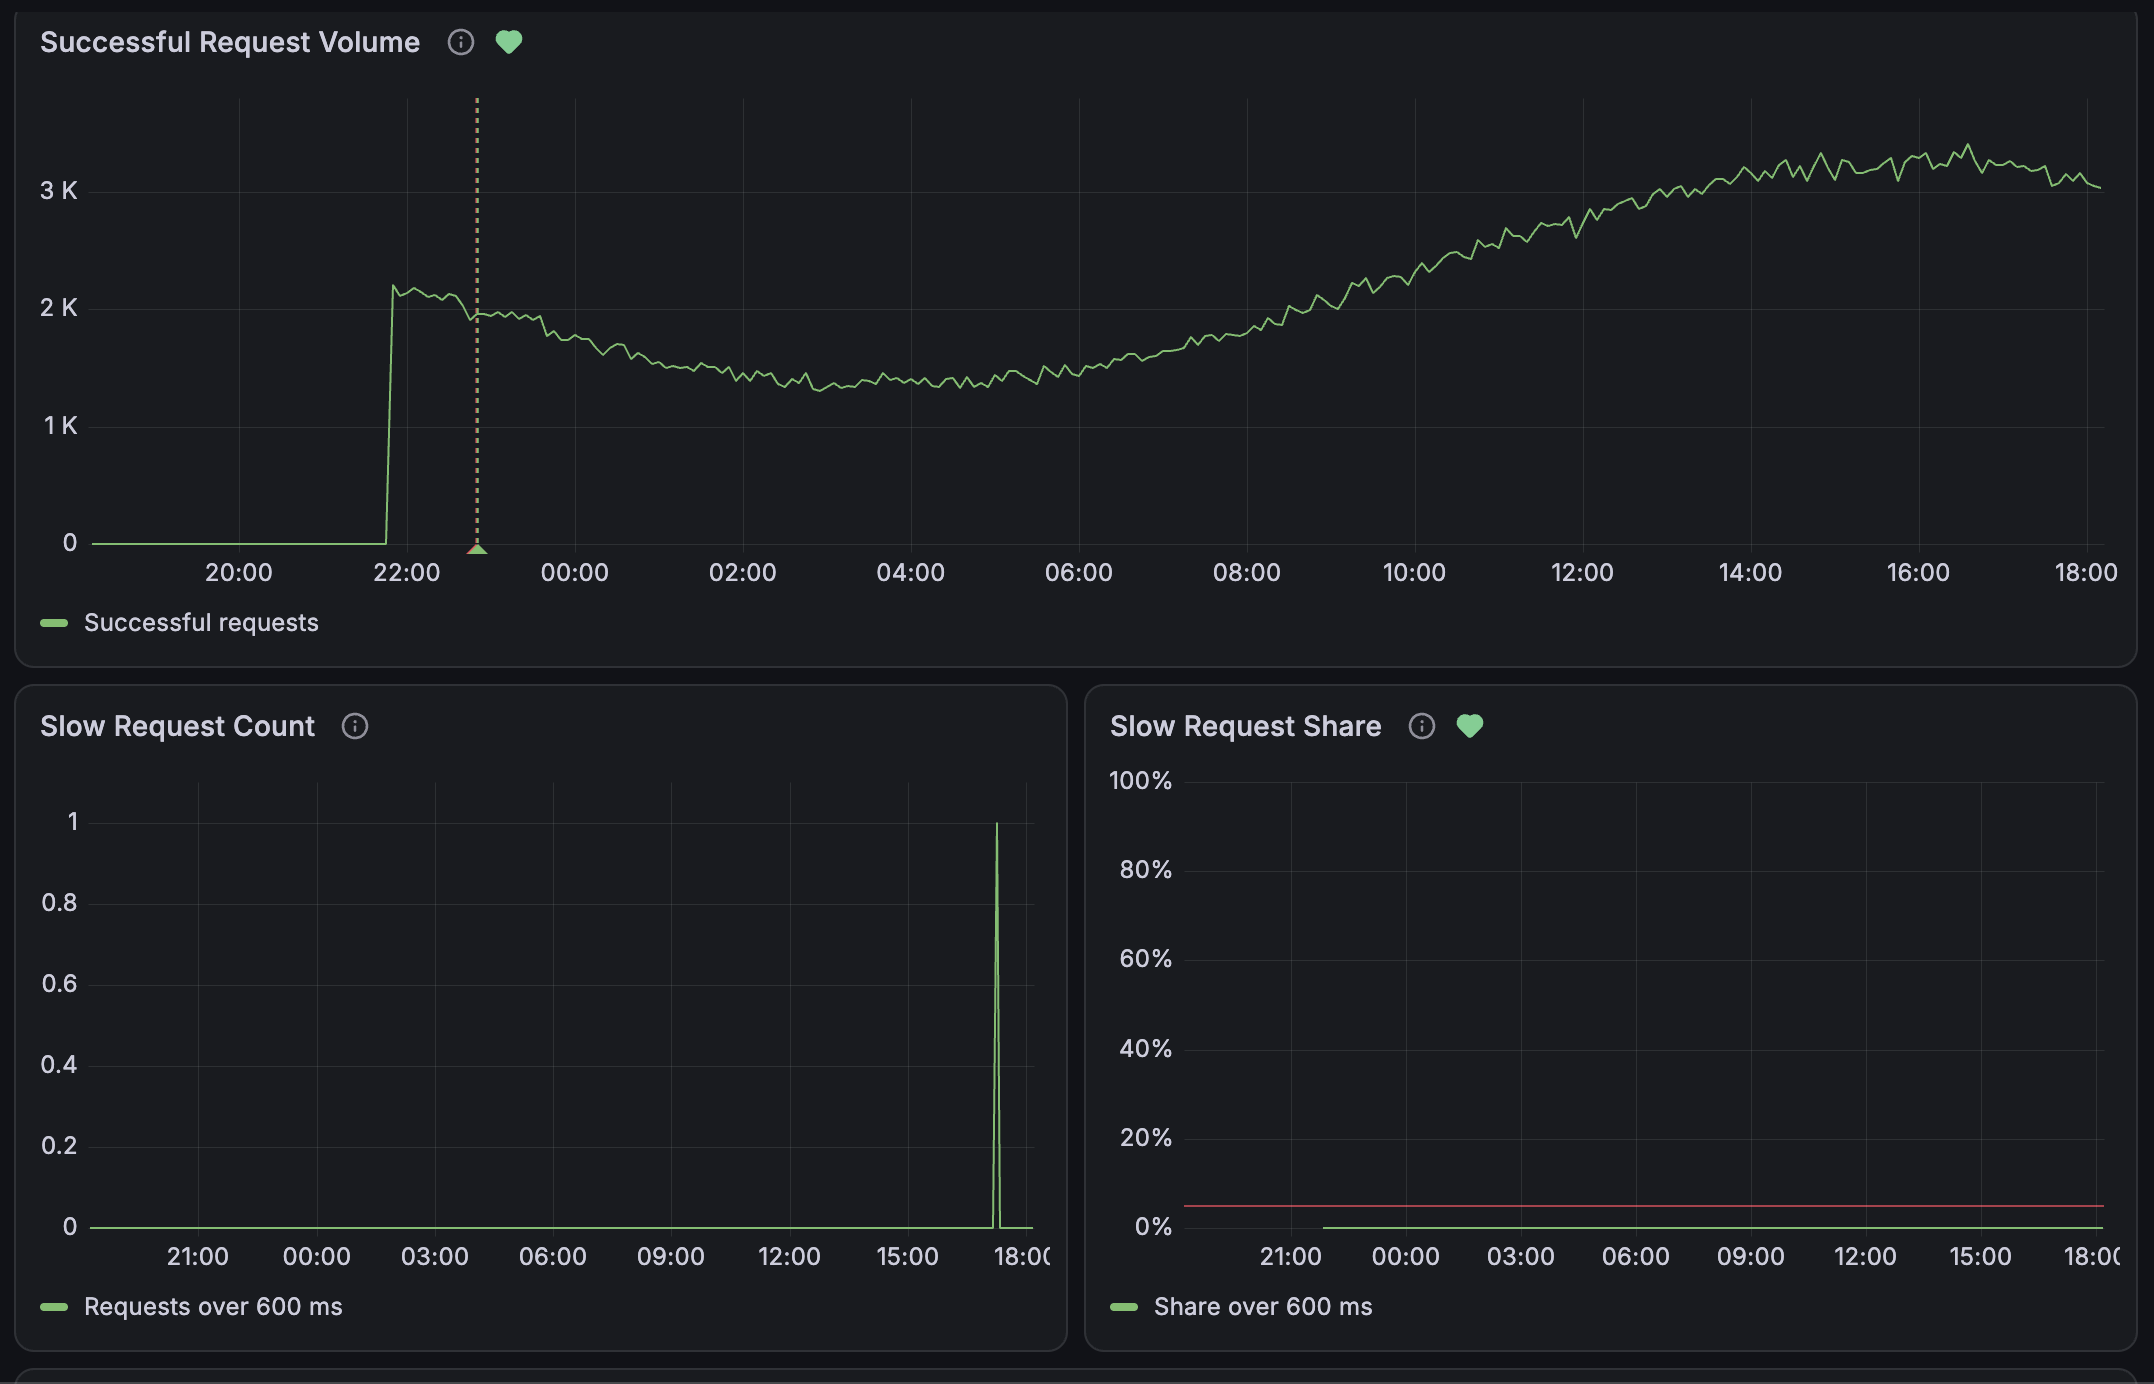 Successful Request Volume
3 K
2 K
1 K
0
20:00 22:00 00:00 02:00 04:00 06:00 08:00 10:00 12:00 14:00 16:00 18:00
Successful requests
Slow Request Count
1
0.8
0.6
0.4
0.2
0
21:00 00:00 03:00 06:00 09:00 12:00 15:00 18:00
Requests over 600 ms
Slow Request Share
100%
80%
60%
40%
20%
0%
21:00 00:00 03:00 06:00 09:00 12:00 15:00 18:00
Share over 600 ms